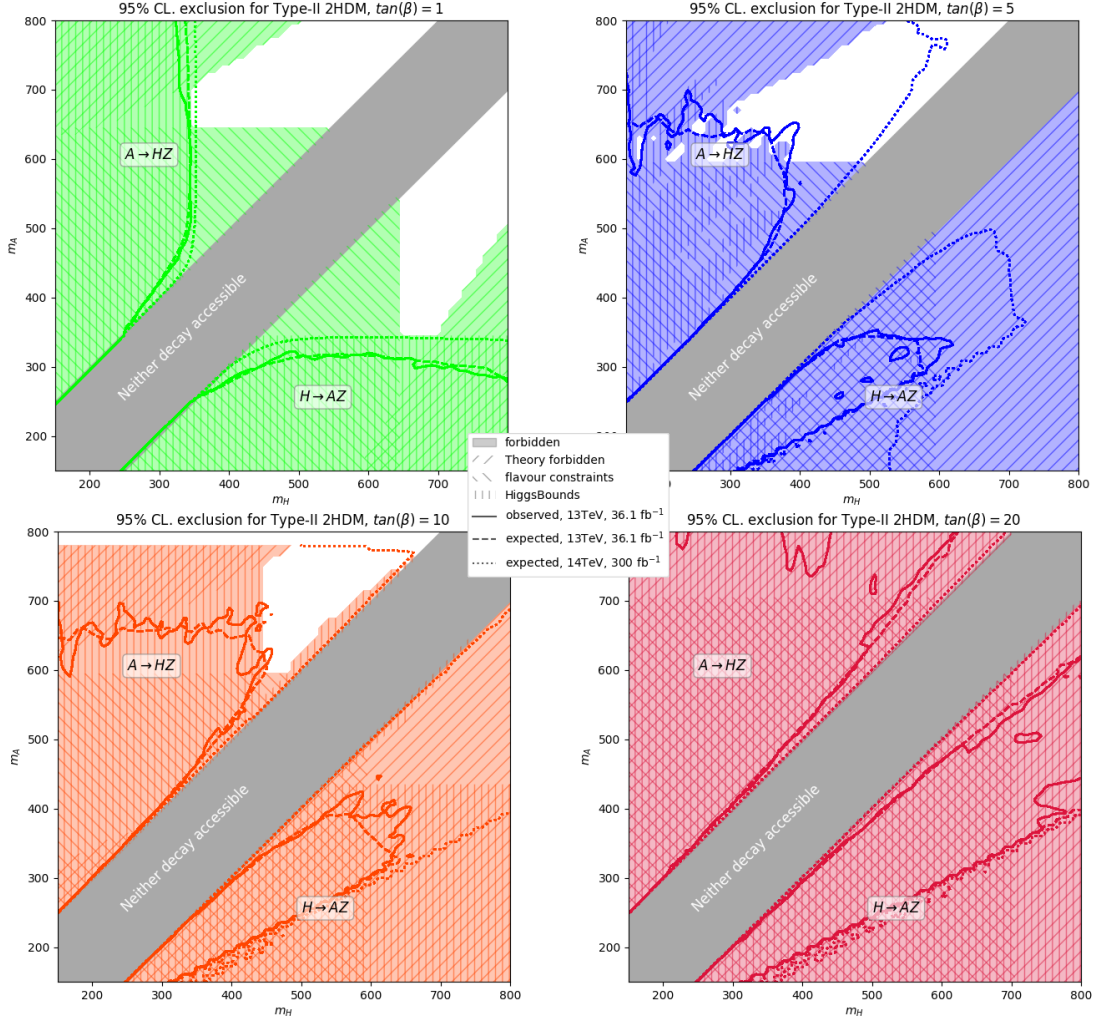 95% CL. exclusion for Type-II 2HDM, tan(β) = 1
800
700
600
500
400
300
200
m_A
200
300
400
500
600
700
m_H
A→HZ
Neither decay accessible
H→AZ
95% CL. exclusion for Type-II 2HDM, tan(β) = 5
800
700
600
500
400
300
200
m_A
200
300
400
500
600
700
800
m_H
A→HZ
Neither decay accessible
H→AZ
forbidden
Theory forbidden
flavour constraints
HiggsBounds
observed, 13TeV, 36.1 fb⁻¹
expected, 13TeV, 36.1 fb⁻¹
expected, 14TeV, 300 fb⁻¹
95% CL. exclusion for Type-II 2HDM, tan(β) = 10
800
700
600
500
400
300
200
m_A
200
300
400
500
600
700
800
m_H
A→HZ
Neither decay accessible
H→AZ
95% CL. exclusion for Type-II 2HDM, tan(β) = 20
800
700
600
500
400
300
200
m_A
200
300
400
500
600
700
800
m_H
A→HZ
Neither decay accessible
H→AZ